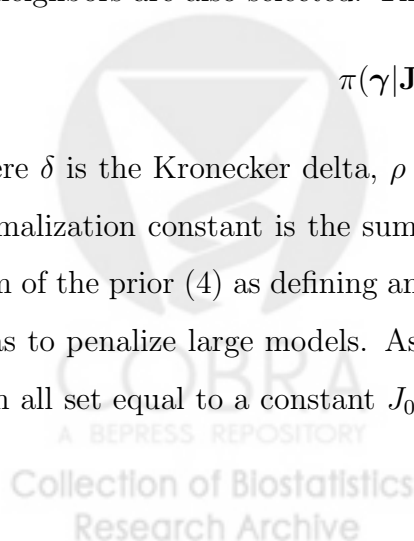 neighbors are also selected.
π(γ|J
ere δ is the Kronecker delta, ρ
malization constant is the sum
n of the prior (4) as defining an
as to penalize large models. As
n all set equal to a constant J₀
COBRA
A BEPRESS REPOSITORY
Collection of Biostatistics
Research Archive